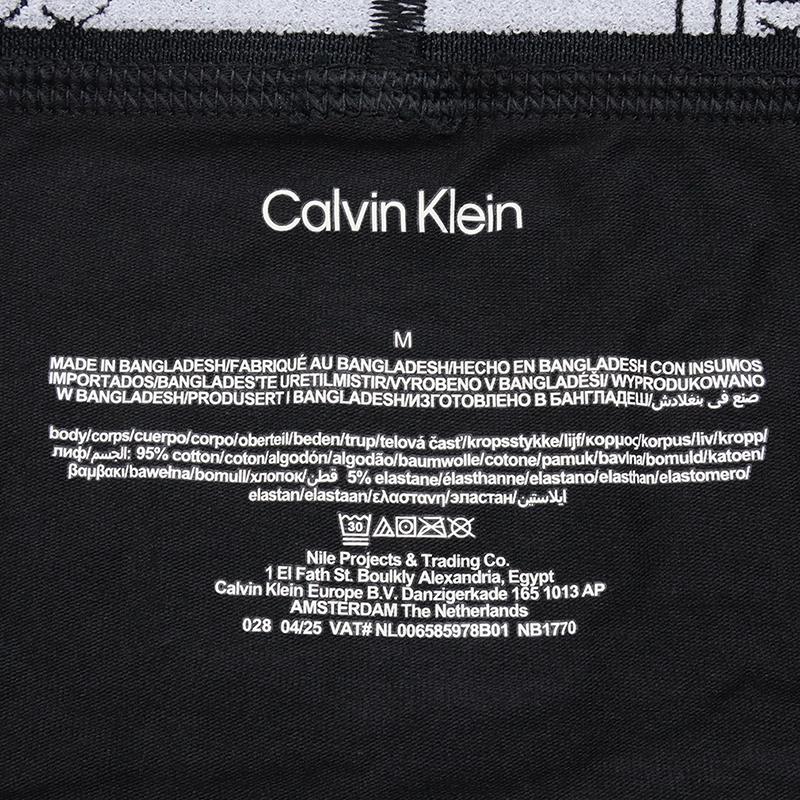 Calvin Klein
M
MADE IN BANGLADESH/FABRIQUÉ AU BANGLADESH/HECHO EN BANGLADESH CON INSUMOS
IMPORTADOS/BANGLADES'TE URETILMISTIR/VYROBENO V BANGLADÉŠI/ WYPRODUKOWANO
W BANGLADESH/PRODUSERT I BANGLADESH/ИЗГОТОВЛЕНО В БАНГЛАДЕШ/صنع في بنغلادش
body/corps/cuerpo/corpo/oberteil/beden/trup/telová časť/kropsstykke/lijf/κορμος/korpus/liv/kropp/
лиф/الجسم: 95% cotton/coton/algodón/algodão/baumwolle/cotone/pamuk/bavlna/bomuld/katoen/
βαμβακι/bawełna/bomull/хлопок/قطن 5% elastane/élasthanne/elastano/elasthan/elastomero/
elastan/elastaan/ελαστανη/эластан/ايلاستين
30
Nile Projects & Trading Co.
1 El Fath St. Boulkly Alexandria, Egypt
Calvin Klein Europe B.V. Danzigerkade 165 1013 AP
AMSTERDAM The Netherlands
028 04/25 VAT# NL006585978B01 NB1770